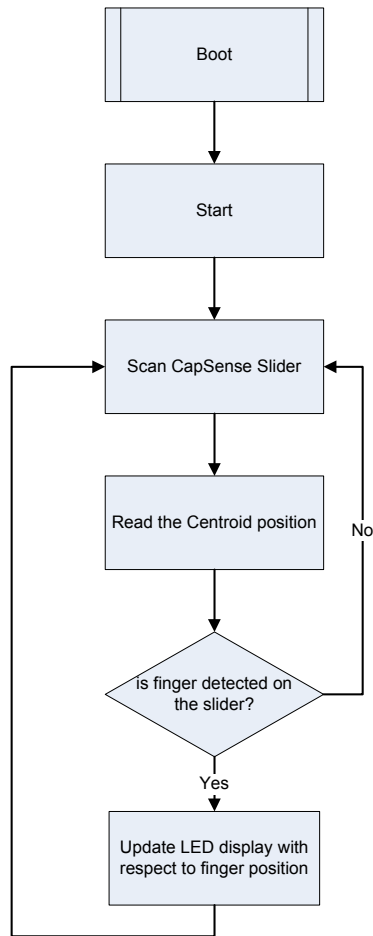 Boot
Start
Scan CapSense Slider
Read the Centroid position
No
is finger detected on
the slider?
Yes
Update LED display with
respect to finger position